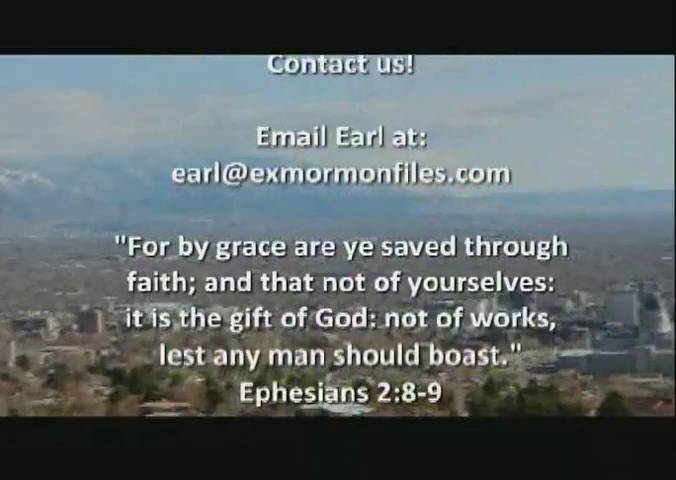 Contact us!
Email Earl at:
earl@exmormonfiles.com
"For by grace are ye saved through
faith; and that not of yourselves:
it is the gift of God: not of works,
lest any man should boast."
Ephesians 2:8-9